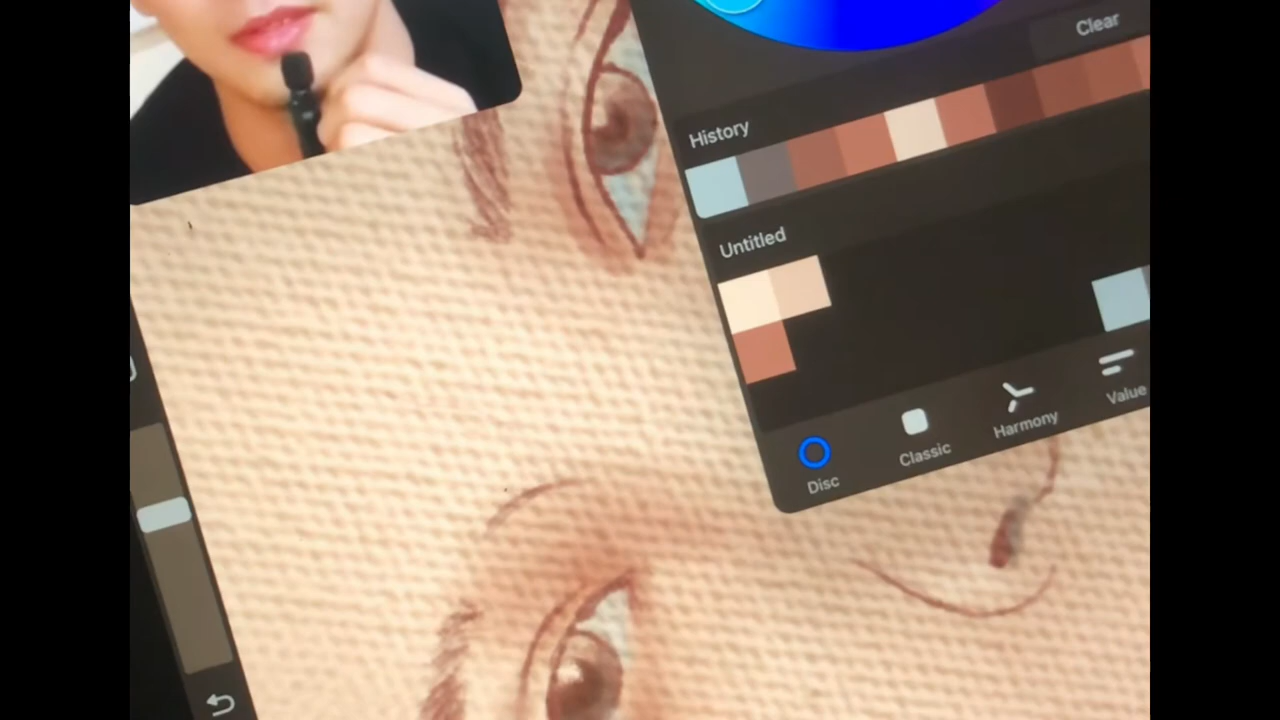 Clear
History
Untitled
Disc
Classic
Harmony
Value